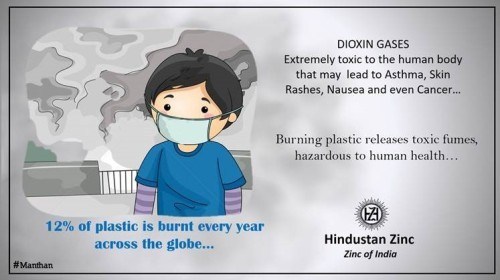 DIOXIN GASES
Extremely toxic to the human body
that may lead to Asthma, Skin
Rashes, Nausea and even Cancer...
Burning plastic releases toxic fumes,
hazardous to human health...
12% of plastic is burnt every year
across the globe...
HZL
Hindustan Zinc
Zinc of India
#Manthan